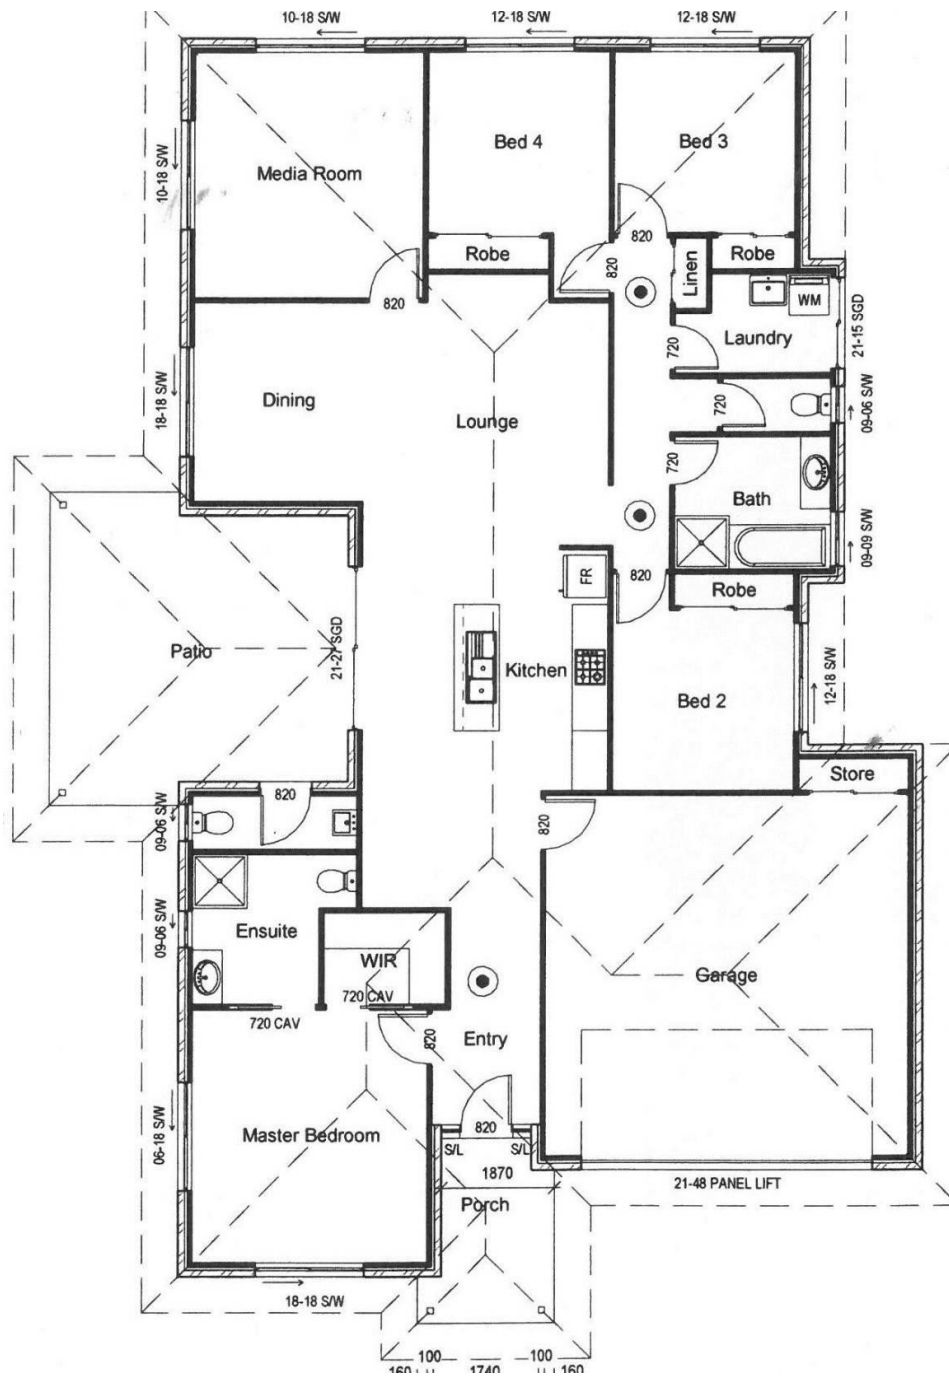 10-18 S/W
12-18 S/W
12-18 S/W
10-18 S/W
Media Room
Bed 4
Bed 3
820
Robe
820
820
Linen
Robe
WM
Laundry
21-15 SGD
720
18-18 S/W
Dining
Lounge
720
09-06 S/W
720
Bath
09-09 S/W
FR
820
Robe
Patio
21-27 SGD
Kitchen
Bed 2
12-18 S/W
Store
820
09-06 S/W
820
09-06 S/W
Ensuite
WIR
720 CAV
720 CAV
Garage
820
Entry
06-18 S/W
Master Bedroom
820
S/L
S/L
1870
21-48 PANEL LIFT
Porch
18-18 S/W
100
100
160
1740
160